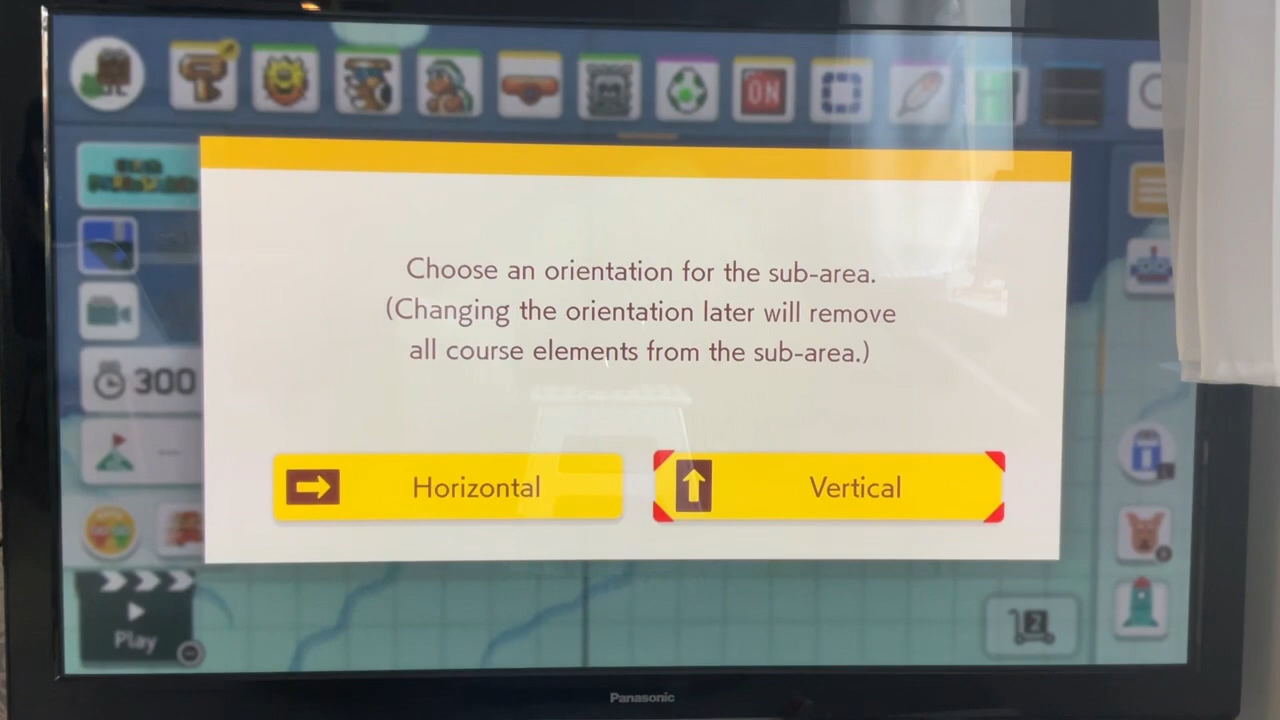 ON
Choose an orientation for the sub-area.
(Changing the orientation later will remove
all course elements from the sub-area.)
300
Horizontal
Vertical
Play
2
Panasonic